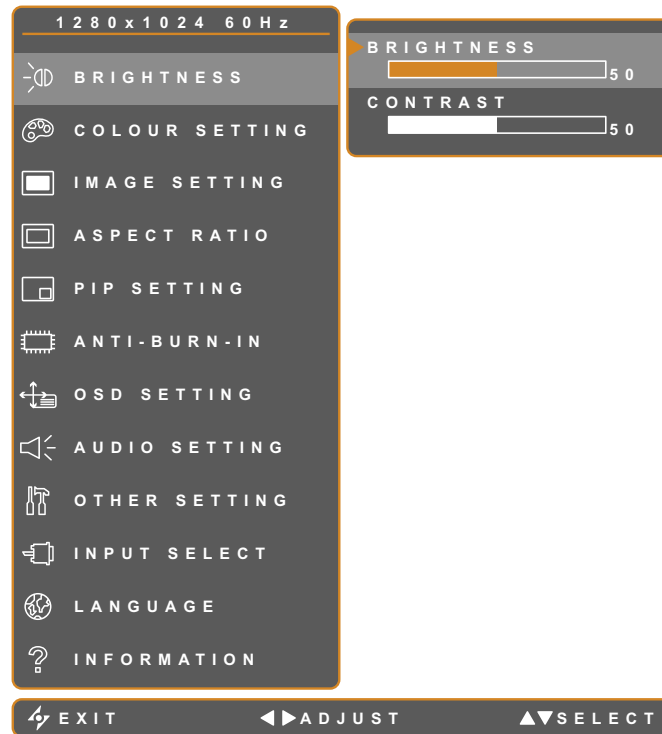 1280x1024 60Hz
BRIGHTNESS
COLOUR SETTING
IMAGE SETTING
ASPECT RATIO
PIP SETTING
ANTI-BURN-IN
OSD SETTING
AUDIO SETTING
OTHER SETTING
INPUT SELECT
LANGUAGE
INFORMATION
BRIGHTNESS
50
CONTRAST
50
EXIT ADJUST SELECT